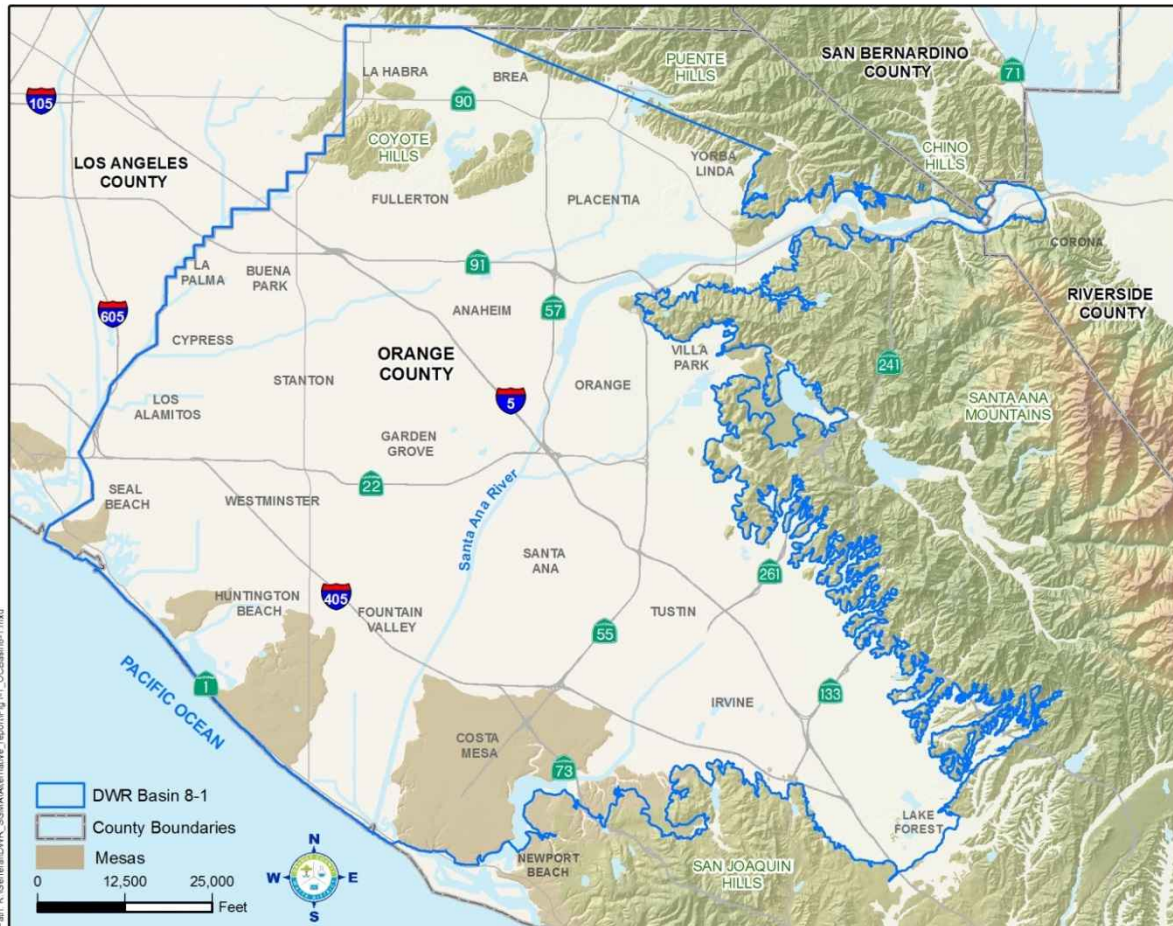 LA HABRA
BREA
PUENTE
HILLS
SAN BERNARDINO
COUNTY
71
105
90
COYOTE
HILLS
CHINO
HILLS
LOS ANGELES
COUNTY
YORBA
LINDA
FULLERTON
PLACENTIA
CORONA
LA
PALMA
BUENA
PARK
91
ANAHEIM
57
RIVERSIDE
COUNTY
605
CYPRESS
ORANGE
COUNTY
VILLA
PARK
241
STANTON
ORANGE
5
LOS
ALAMITOS
SANTA ANA
MOUNTAINS
GARDEN
GROVE
22
SEAL
BEACH
WESTMINSTER
Santa Ana River
SANTA
ANA
261
HUNTINGTON
BEACH
405
FOUNTAIN
VALLEY
TUSTIN
55
PACIFIC OCEAN
1
IRVINE
133
COSTA
MESA
73
LAKE
FOREST
NEWPORT
BEACH
SAN JOAQUIN
HILLS
DWR Basin 8-1
County Boundaries
Mesas
0 12,500 25,000
Feet
N
W E
S